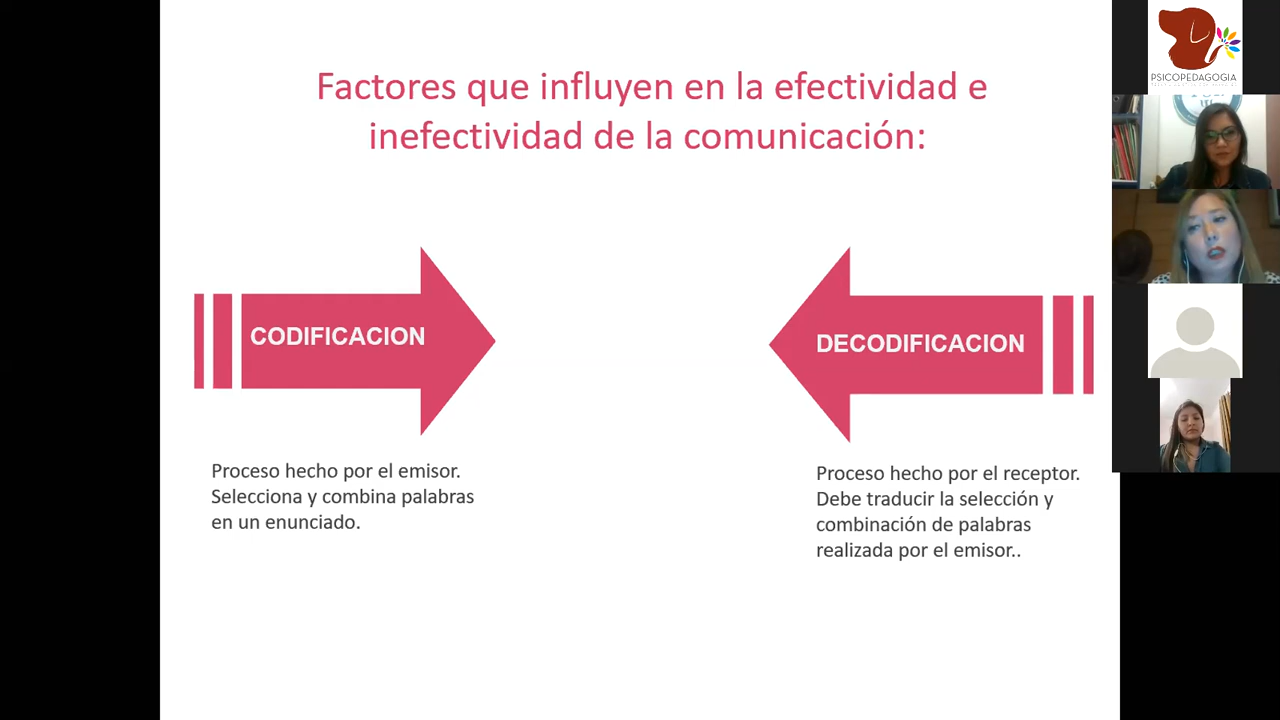 Factores que influyen en la efectividad e
inefectividad de la comunicación:
CODIFICACION
DECODIFICACION
Proceso hecho por el emisor.
Selecciona y combina palabras
en un enunciado.
Proceso hecho por el receptor.
Debe traducir la selección y
combinación de palabras
realizada por el emisor..
PSICOPEDAGOGIA